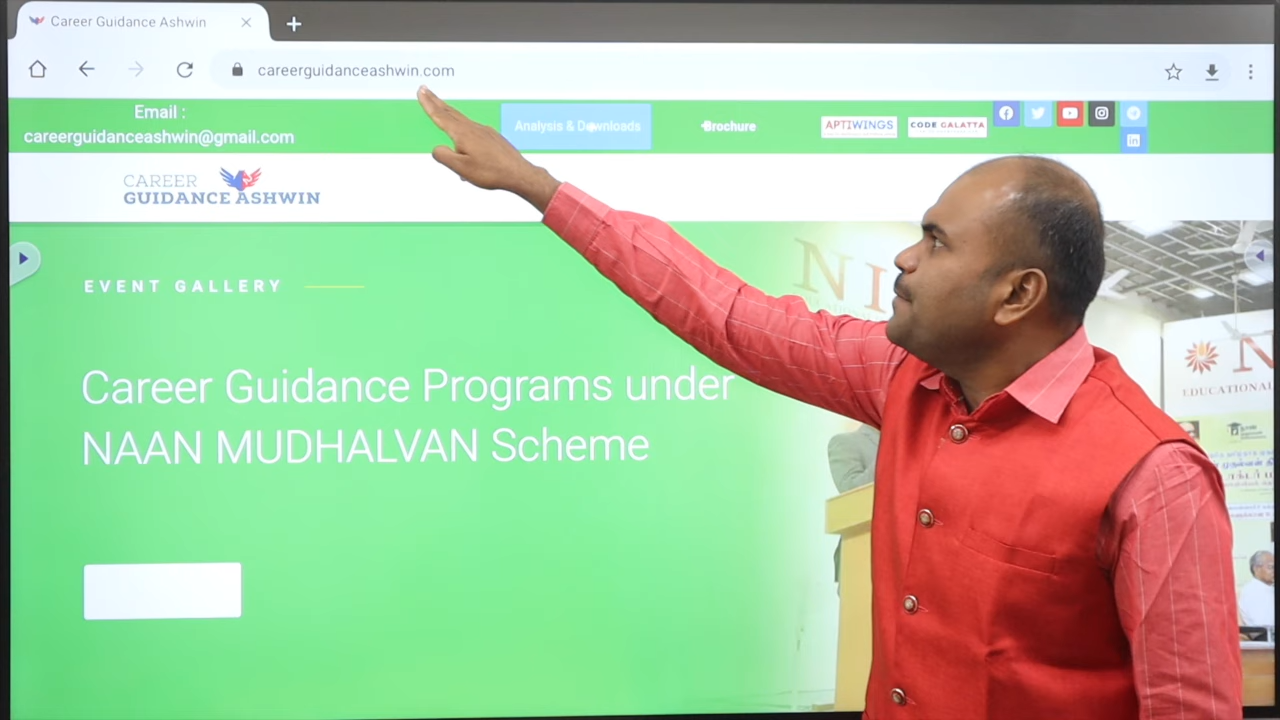 Career Guidance Ashwin
careerguidanceashwin.com
Email :
careerguidanceashwin@gmail.com
Analysis & Downloads
Brochure
APTIWINGS
CODE GALATTA
CAREER
GUIDANCE ASHWIN
EVENT GALLERY
Career Guidance Programs under
NAAN MUDHALVAN Scheme
NI
N
EDUCATIONAL